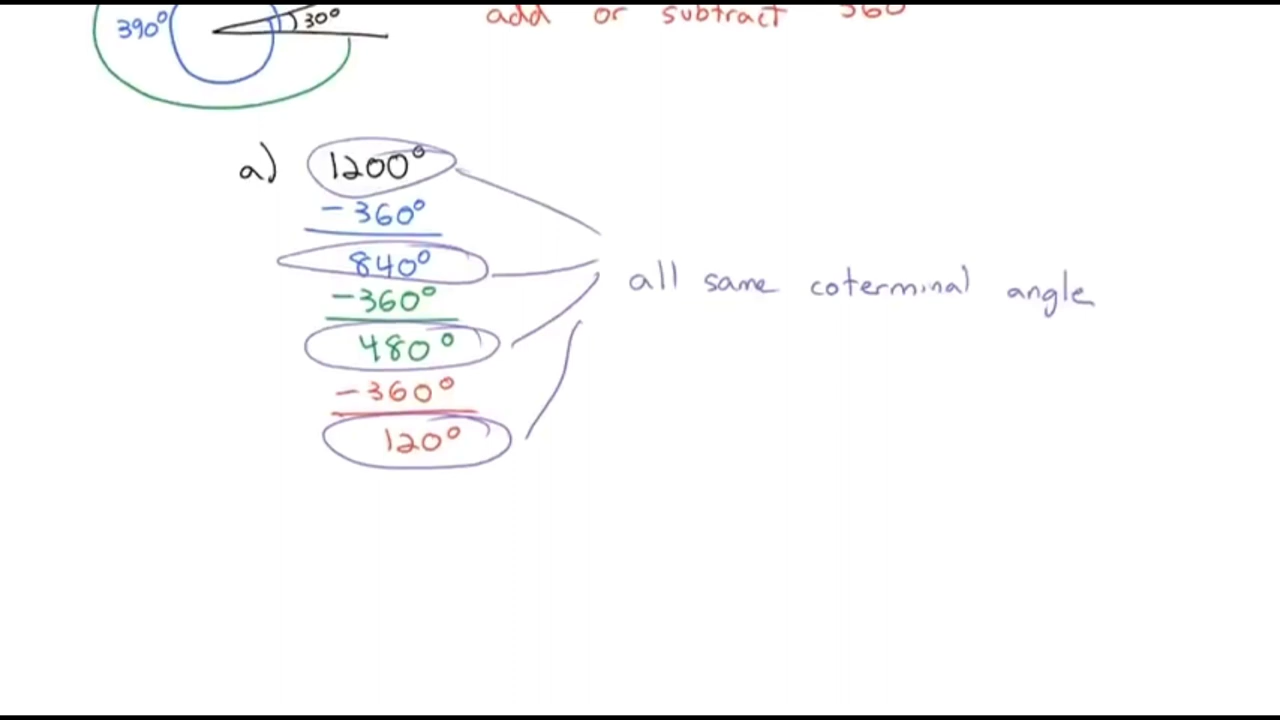 390° 30° add or subtract 360
a) 1200°
-360°
840°
-360°
480°
-360°
120°
all same coterminal angle